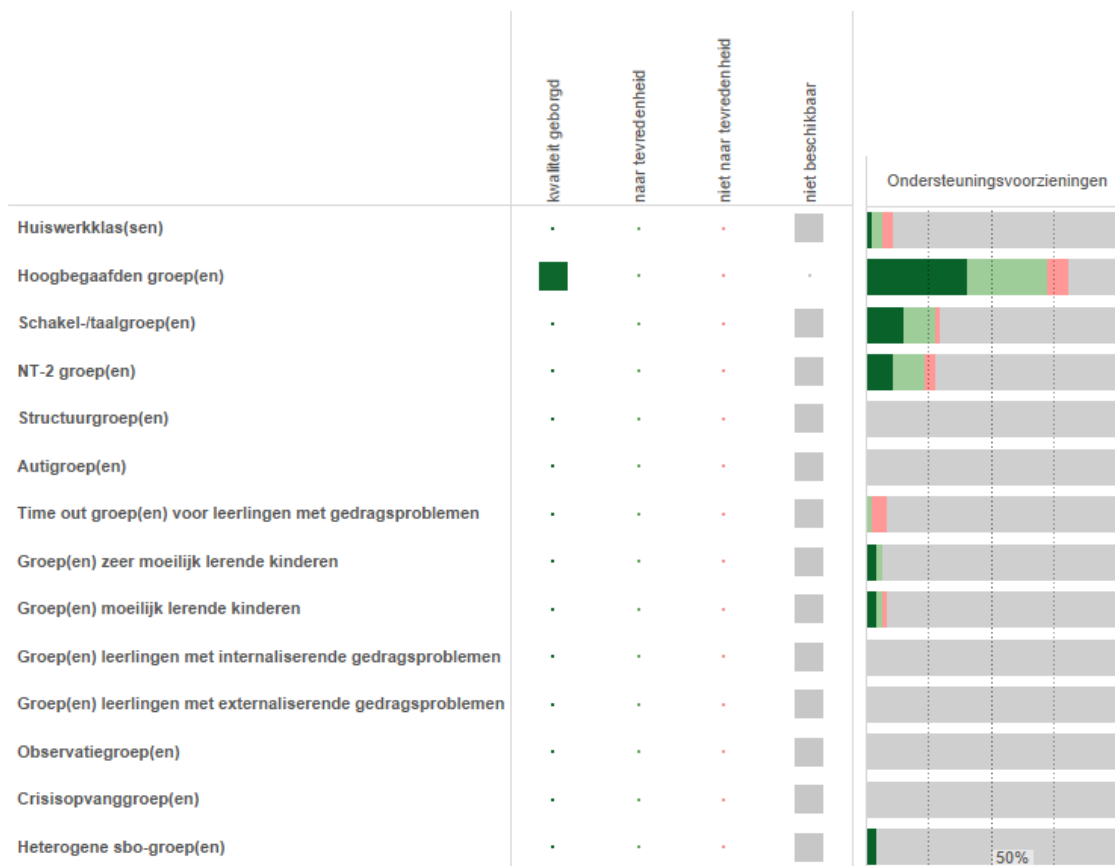 kwaliteit geborgd
naar tevredenheid
niet naar tevredenheid
niet beschikbaar
Ondersteuningsvoorzieningen
Huiswerkklas(sen)
Hoogbegaafden groep(en)
Schakel-/taalgroep(en)
NT-2 groep(en)
Structuurgroep(en)
Autigroep(en)
Time out groep(en) voor leerlingen met gedragsproblemen
Groep(en) zeer moeilijk lerende kinderen
Groep(en) moeilijk lerende kinderen
Groep(en) leerlingen met internaliserende gedragsproblemen
Groep(en) leerlingen met externaliserende gedragsproblemen
Observatiegroep(en)
Crisisopvanggroep(en)
Heterogene sbo-groep(en)
50%